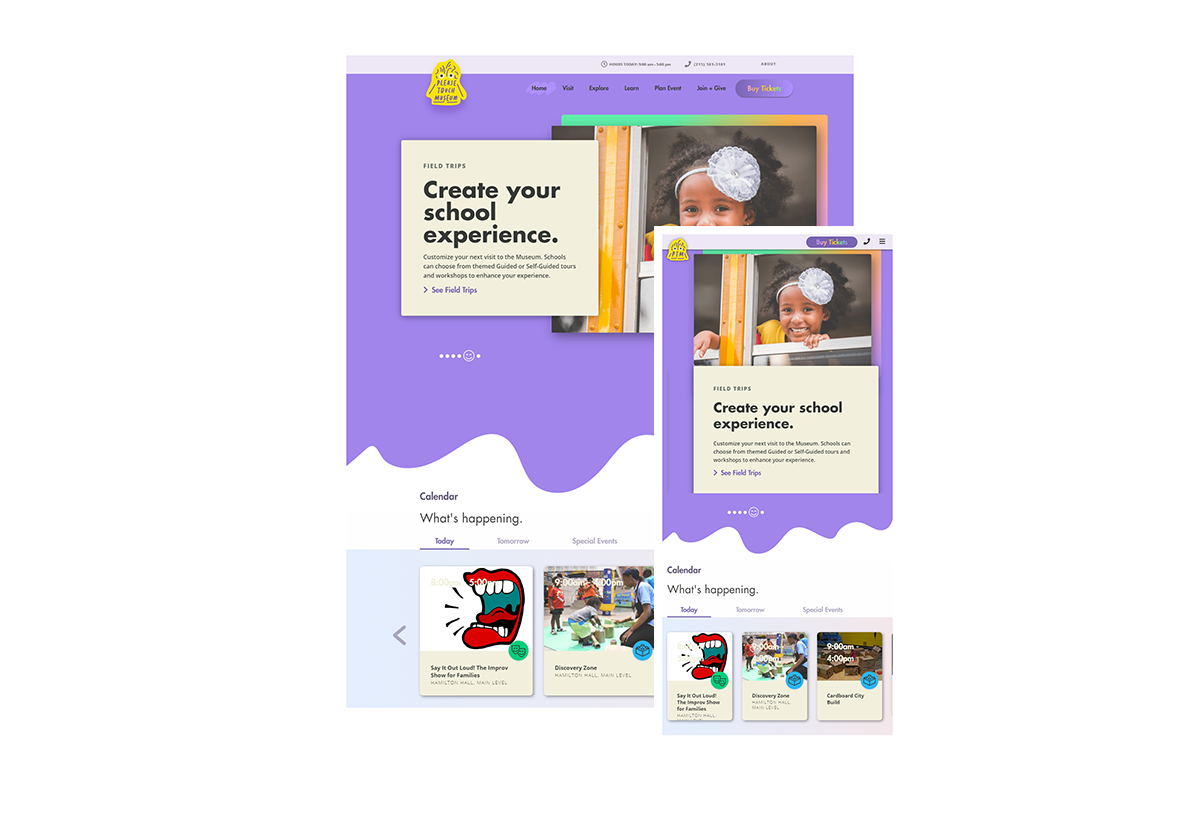 HOURS TODAY: 9:00 am - 5:00 pm
(215) 581-3181
ABOUT
PLEASE
TOUCH
MUSEUM
Home
Visit
Explore
Learn
Plan Event
Join + Give
Buy Tickets
FIELD TRIPS
Create your
school
experience.
Customize your next visit to the Museum. Schools
can choose from themed Guided or Self-Guided tours
and workshops to enhance your experience.
See Field Trips
Calendar
What's happening.
Today
Tomorrow
Special Events
8:00pm - 5:00pm
Say It Out Loud! The Improv
Show for Families
HAMILTON HALL, MAIN LEVEL
9:00am - 4:00pm
Discovery Zone
HAMILTON HALL, MAIN LEVEL
PTM
Buy Tickets
FIELD TRIPS
Create your school
experience.
Customize your next visit to the Museum. Schools can
choose from themed Guided or Self-Guided tours and
workshops to enhance your experience.
See Field Trips
Calendar
What's happening.
Today
Tomorrow
Special Events
Say It Out Loud!
The Improv Show
for Families
HAMILTON HALL,
9:00am -
4:00pm
Discovery Zone
HAMILTON HALL,
MAIN LEVEL
9:00am -
4:00pm
Cardboard City
Build